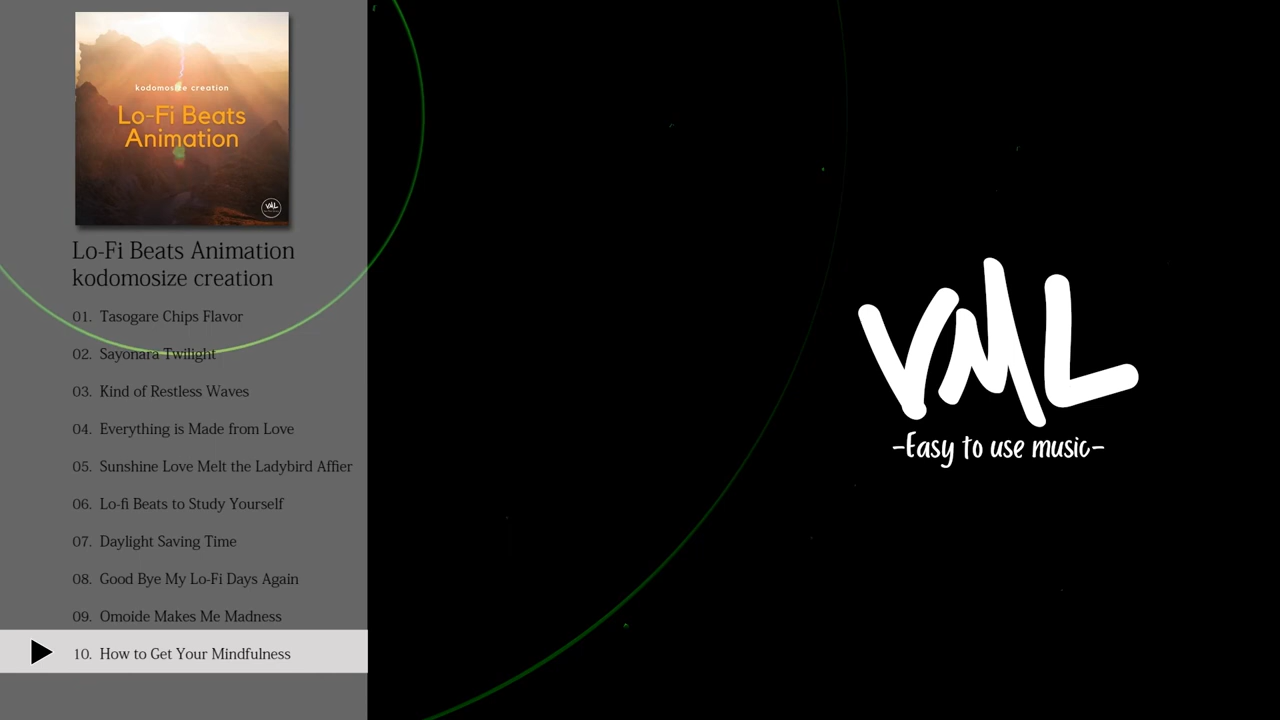 kodomosize creation
Lo-Fi Beats
Animation
VML
Lo-Fi Beats Animation
kodomosize creation
01. Tasogare Chips Flavor
02. Sayonara Twilight
03. Kind of Restless Waves
04. Everything is Made from Love
05. Sunshine Love Melt the Ladybird Affier
06. Lo-fi Beats to Study Yourself
07. Daylight Saving Time
08. Good Bye My Lo-Fi Days Again
09. Omoide Makes Me Madness
10. How to Get Your Mindfulness
VML
-Easy to use music-